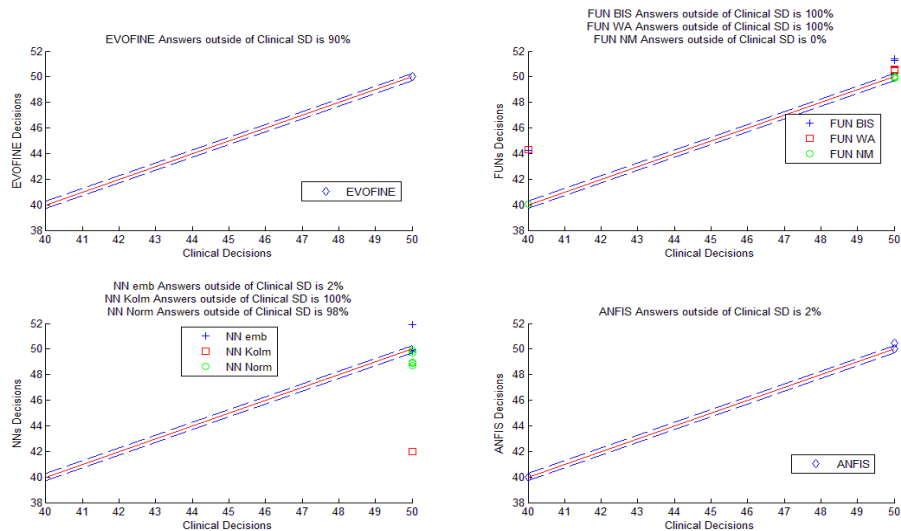 EVOFINE Answers outside of Clinical SD is 90%
52
50
48
46
44
42
40
38
EVOFINE Decisions
EVOFINE
40 41 42 43 44 45 46 47 48 49 50
Clinical Decisions
FUN BIS Answers outside of Clinical SD is 100%
FUN WA Answers outside of Clinical SD is 100%
FUN NM Answers outside of Clinical SD is 0%
52
50
48
46
44
42
40
38
FUNs Decisions
FUN BIS
FUN WA
FUN NM
40 41 42 43 44 45 46 47 48 49 50
Clinical Decisions
NN emb Answers outside of Clinical SD is 2%
NN Kolm Answers outside of Clinical SD is 100%
NN Norm Answers outside of Clinical SD is 98%
52
50
48
46
44
42
40
38
NNs Decisions
NN emb
NN Kolm
NN Norm
40 41 42 43 44 45 46 47 48 49 50
Clinical Decisions
ANFIS Answers outside of Clinical SD is 2%
52
50
48
46
44
42
40
38
ANFIS Decisions
ANFIS
40 41 42 43 44 45 46 47 48 49 50
Clinical Decisions